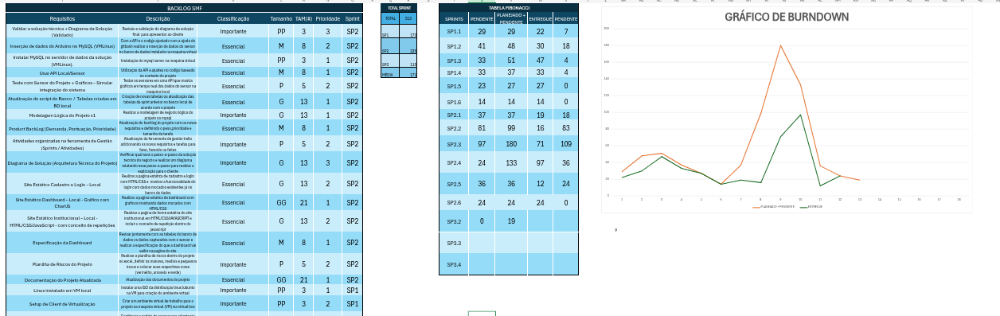 BACKLOG SMF
Requisitos Descrição Classificação Tamanho TAM(#) Prioridade Sprint
Validar a solução técnica + Diagrama da Solução (Validado) Revisão e validação do diagrama de solução final para apresentar ao cliente Importante PP 3 3 SP2
Inserção de dados do Arduino no MySQL (VMLinux) Com a API e o código ajustado com a ajuda do github realizar a inserção de dados do sensor no banco de dados instalado na maquina virtual Essencial M 8 2 SP2
Instalar MySQL no servidor de dados da solução (VMLinux). Instalação do mysql server na maquina virtual Essencial PP 3 1 SP2
Usar API Local/Sensor Utilização da API e ajustes no código baseado no contexto do projeto Essencial M 8 1 SP2
Teste com Sensor do Projeto + Gráficos – Simular integração do sistema Testar os sensores em uma API que mostra gráficos em tempo real dos dados do sensor na maquina local Essencial P 5 2 SP2
Atualização do script do Banco / Tabelas criadas em BD local Criação de novas tabelas ou atualização das tabelas da sprint anterior no banco local de acordo com o projeto Essencial G 13 1 SP2
Modelagem Lógica do Projeto v1 Realizar a modelagem de negocio lógica do projeto no mysql Importante G 13 1 SP2
Product BackLog (Demanda, Pontuação, Prioridade) Atualização do backlog do projeto com os novos requisitos e definindo o peso,prioridade e tamanho da tarefa Essencial M 8 1 SP2
Atividades organizadas na ferramenta de Gestão (Sprints / Atividades) Atualização da ferramenta de gestão trello adicionando os novos requisitos e tarefas para fazer, fazendo ou feitas Importante P 5 2 SP2
Diagrama de Solução (Arquitetura Técnica do Projeto) Verificar qual será o passo-a-passo da solução técnica do negocio e realizar um diagrama relatando esse passo-a-passo para realizar a explicação para o cliente Importante G 13 3 SP2
Site Estático Cadastro e Login – Local Realizar a pagina estatica de cadastro e login com HTML/CSS e mostrar a funcionalidade do login com dados mocados existentes já no banco de dados Essencial G 13 2 SP2
Site Estático Dashboard – Local - Gráfico com ChartJS Realizar a pagina estatica de dashboard com graficos mostrando dados mocados com HTML/CSS Essencial GG 21 1 SP2
Site Estático Institucional – Local - HTML/CSS/JavaScript - com conceito de repetições Realizar a pagina de home estatica do site institucional em HTML/CSS/JAVASCRIPT e incluir o conceito de repetição dentro do javascript Essencial G 13 2 SP2
Especificação da Dashboard Revisar juntamente com as tabelas do banco de dados os dados capturados com o sensor e realizar a especificação do que a dashboard vai exibir na pagina do site Essencial M 8 1 SP2
Planilha de Riscos do Projeto Realizar a planilha de riscos dentro do projeto no excel, definir os maiores, medios e pequenos riscos e colocar suas respectivas cores (vermelho, amarelo e verde) Importante P 5 2 SP2
Documentação do Projeto Atualizada Atualização dos documentos do projeto Essencial GG 21 1 SP2
Linux instalado em VM local Instalar uma ISO da distribuição linux lubuntu na VM para criação do ambiente virtual Importante PP 3 1 SP1
Setup de Client de Virtualização Criar um ambiente virtual de trabalho para o projeto na maquina virtual (VM) via virtual box Importante PP 3 2 SP1
TOTAL SPRINT
TOTAL 513
SP1 173
SP2 225
SP3 115
MÉDIA 171
TABELA FIBONACCI
SPRINTS PENDENTE PLANEJADO + PENDENTE ENTREGUE PENDENTE
SP1.1 29 29 22 7
SP1.2 41 48 30 18
SP1.3 33 51 47 4
SP1.4 33 37 33 4
SP1.5 23 27 27 0
SP1.6 14 14 14 0
SP2.1 37 37 19 18
SP2.2 81 99 16 83
SP2.3 97 180 71 109
SP2.4 24 133 97 36
SP2.5 36 36 12 24
SP2.6 24 24 24 0
SP3.2 0 19
SP3.3
SP3.4
GRÁFICO DE BURNDOWN
200
180
160
140
120
100
80
60
40
20
0
1 2 3 4 5 6 7 8 9 10 11 12 13 14 15 16 17 18
PLANEJADO + PENDENTE ENTREGUE